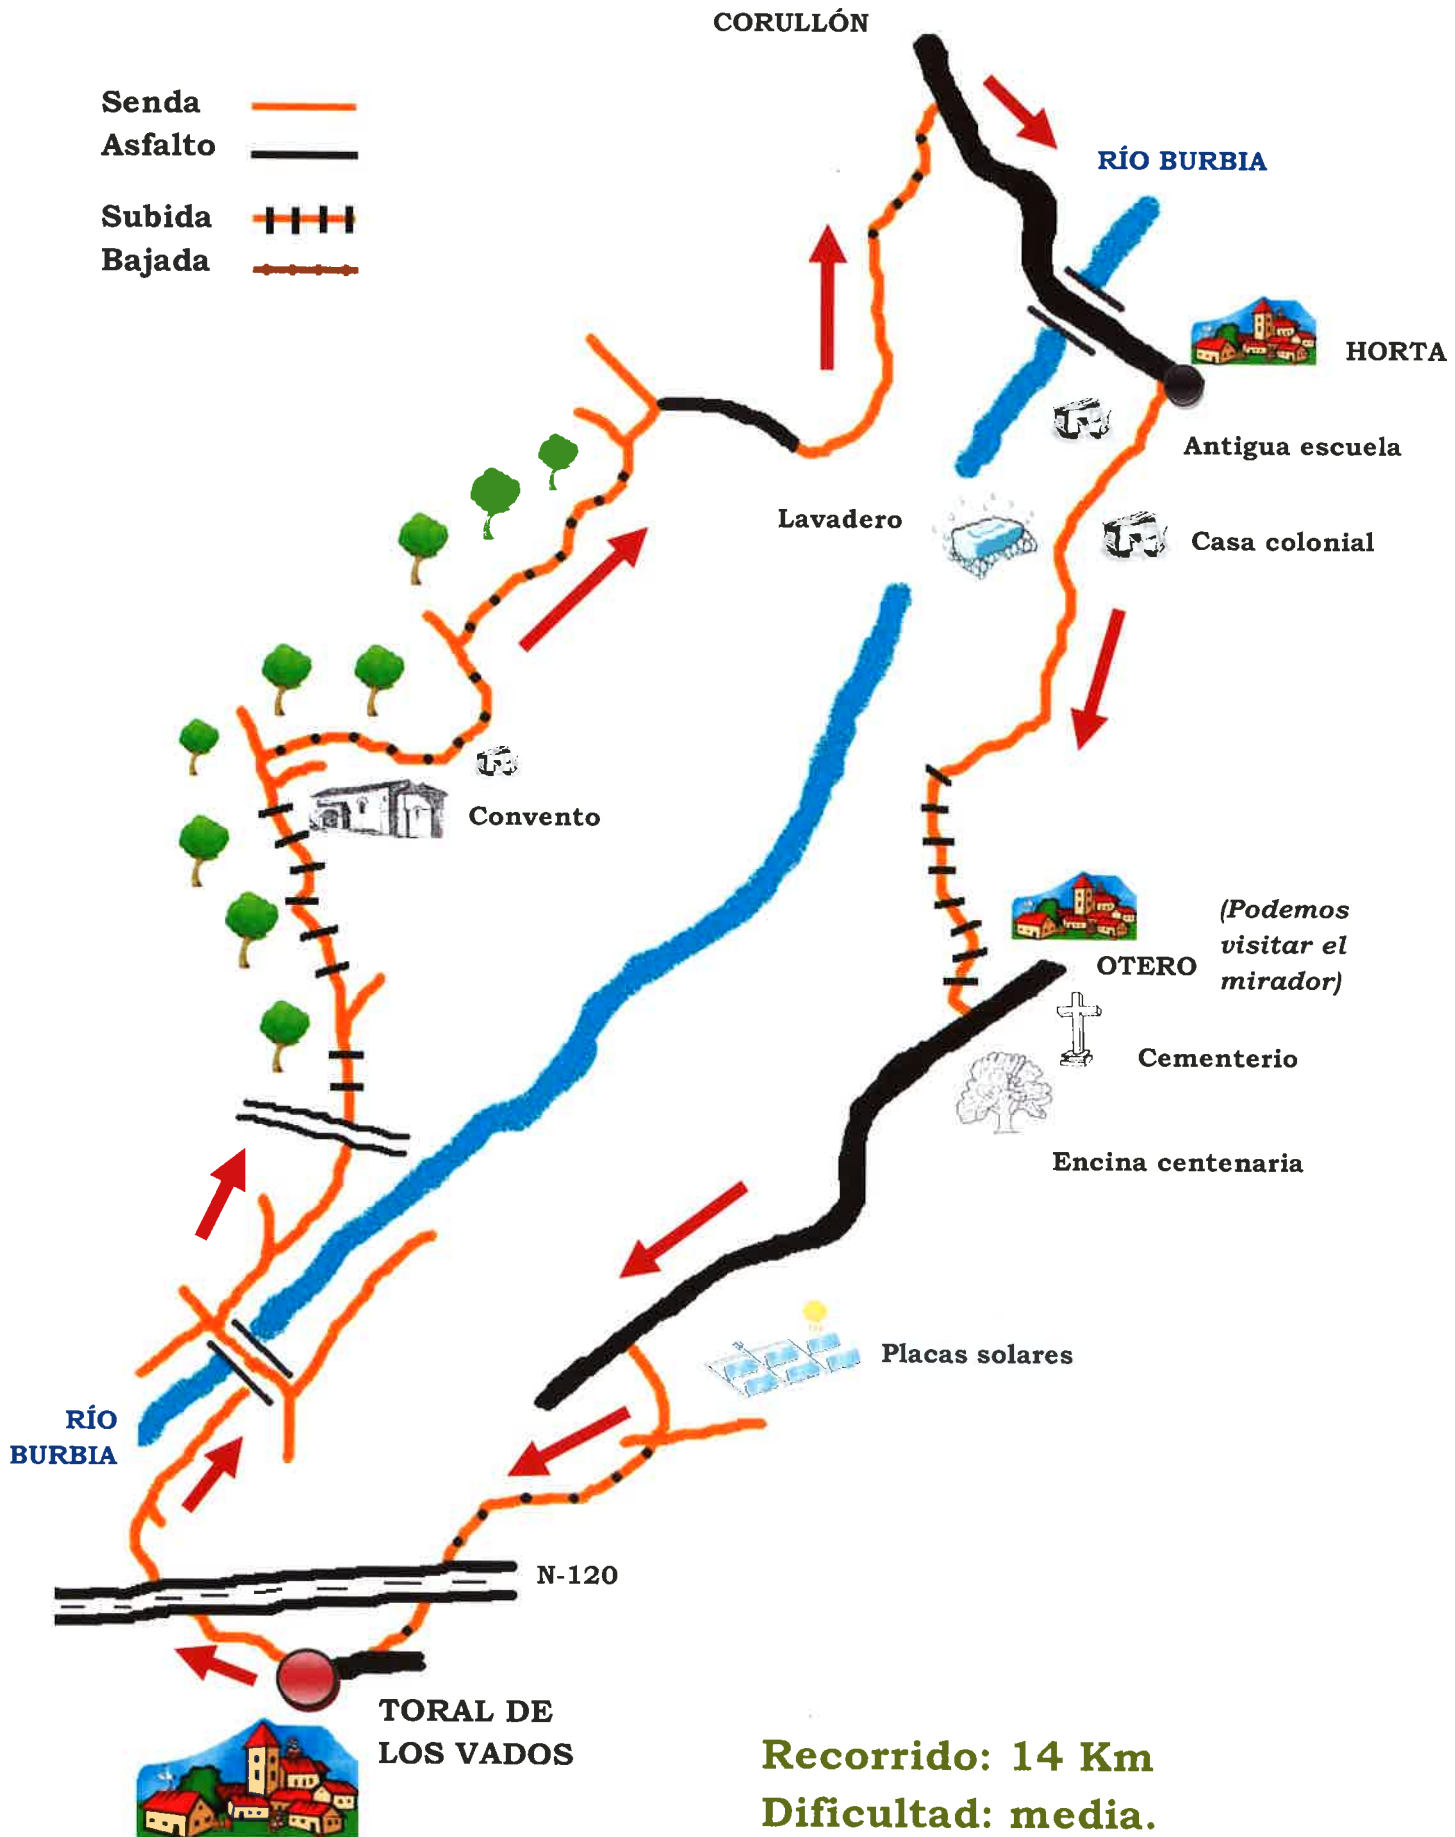 CORULLÓN
Senda
Asfalto
Subida
Bajada
RÍO BURBIA
HORTA
Antigua escuela
Lavadero
Casa colonial
Convento
(Podemos
visitar el
mirador)
OTERO
Cementerio
Encina centenaria
Placas solares
RÍO
BURBIA
N-120
TORAL DE
LOS VADOS
Recorrido: 14 Km
Dificultad: media.